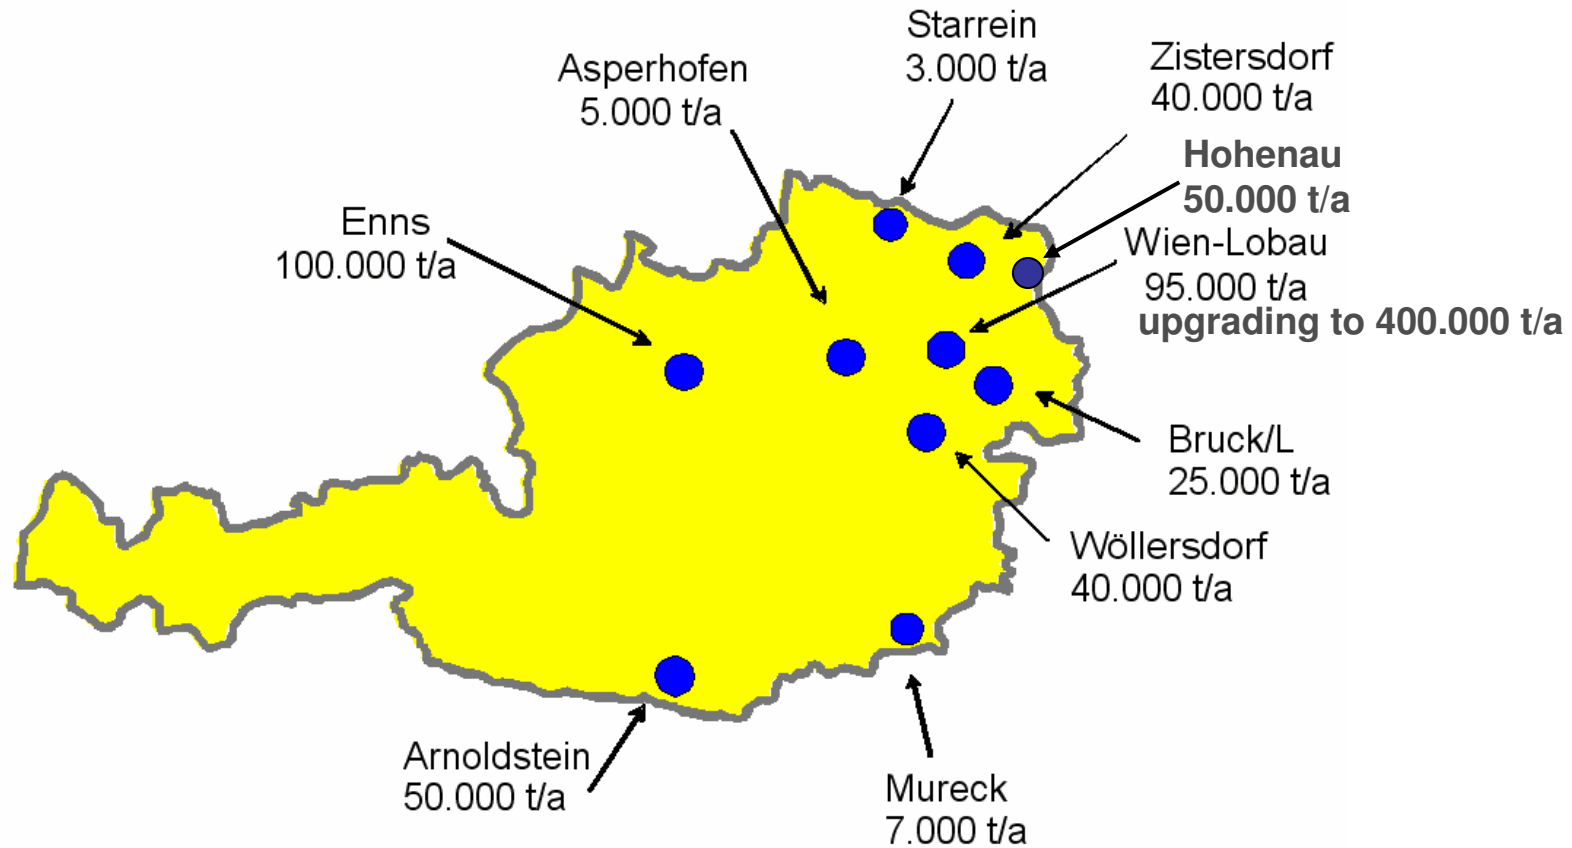 Starrein
3.000 t/a
Asperhofen
5.000 t/a
Zistersdorf
40.000 t/a
Hohenau
50.000 t/a
Enns
100.000 t/a
Wien-Lobau
95.000 t/a
upgrading to 400.000 t/a
Bruck/L
25.000 t/a
Wöllersdorf
40.000 t/a
Arnoldstein
50.000 t/a
Mureck
7.000 t/a